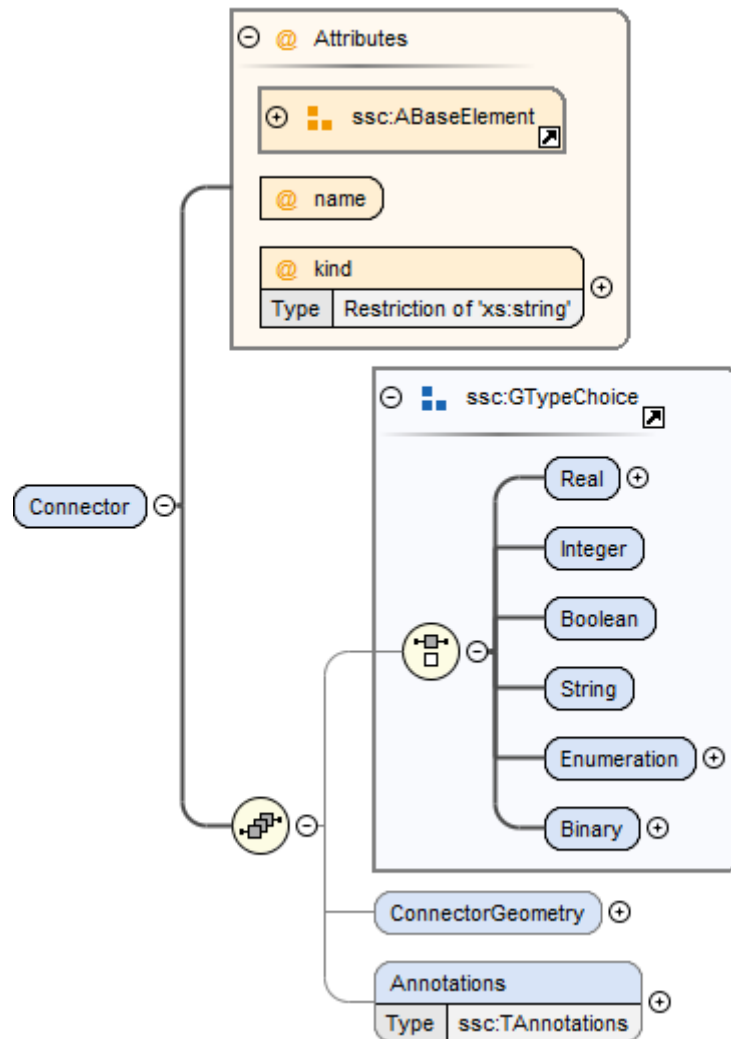 @ Attributes
ssc:ABaseElement
@ name
@ kind
Type Restriction of 'xs:string'
ssc:GTypeChoice
Real
Connector
Integer
Boolean
String
Enumeration
Binary
ConnectorGeometry
Annotations
Type ssc:TAnnotations